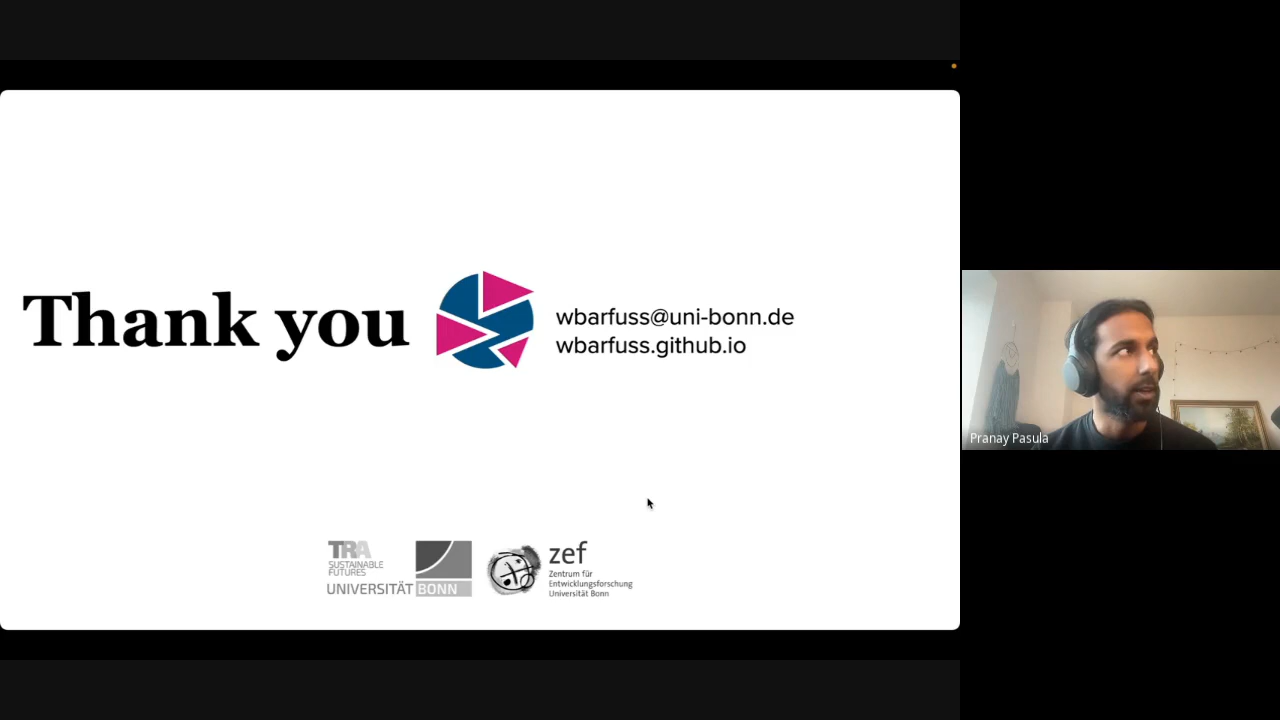 Thank you
wbarfuss@uni-bonn.de
wbarfuss.github.io
TRA
SUSTAINABLE
FUTURES
UNIVERSITÄT BONN
zef
Zentrum für
Entwicklungsforschung
Universität Bonn
Pranay Pasula